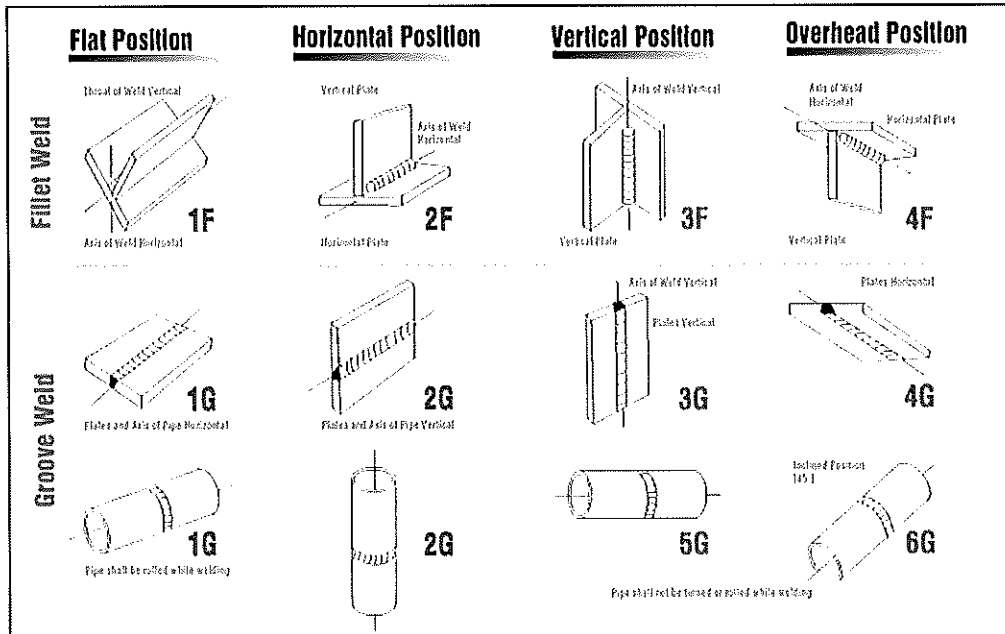 Flat Position
Horizontal Position
Vertical Position
Overhead Position
Fillet Weld
Throat of Weld Vertical
1F
Axis of Weld Horizontal
Vertical Plate
Axis of Weld
Horizontal
2F
Horizontal Plate
Axis of Weld Vertical
3F
Vertical Plate
Axis of Weld
Horizontal
Horizontal Plate
4F
Vertical Plate
Groove Weld
1G
Plates and Axis of Pipe Horizontal
2G
Plates and Axis of Pipe Vertical
Axis of Weld Vertical
Plates Vertical
3G
Plates Horizontal
4G
1G
Pipe shall be rolled while welding
2G
5G
Inclined Position
6G
Pipe shall not be turned or rolled while welding